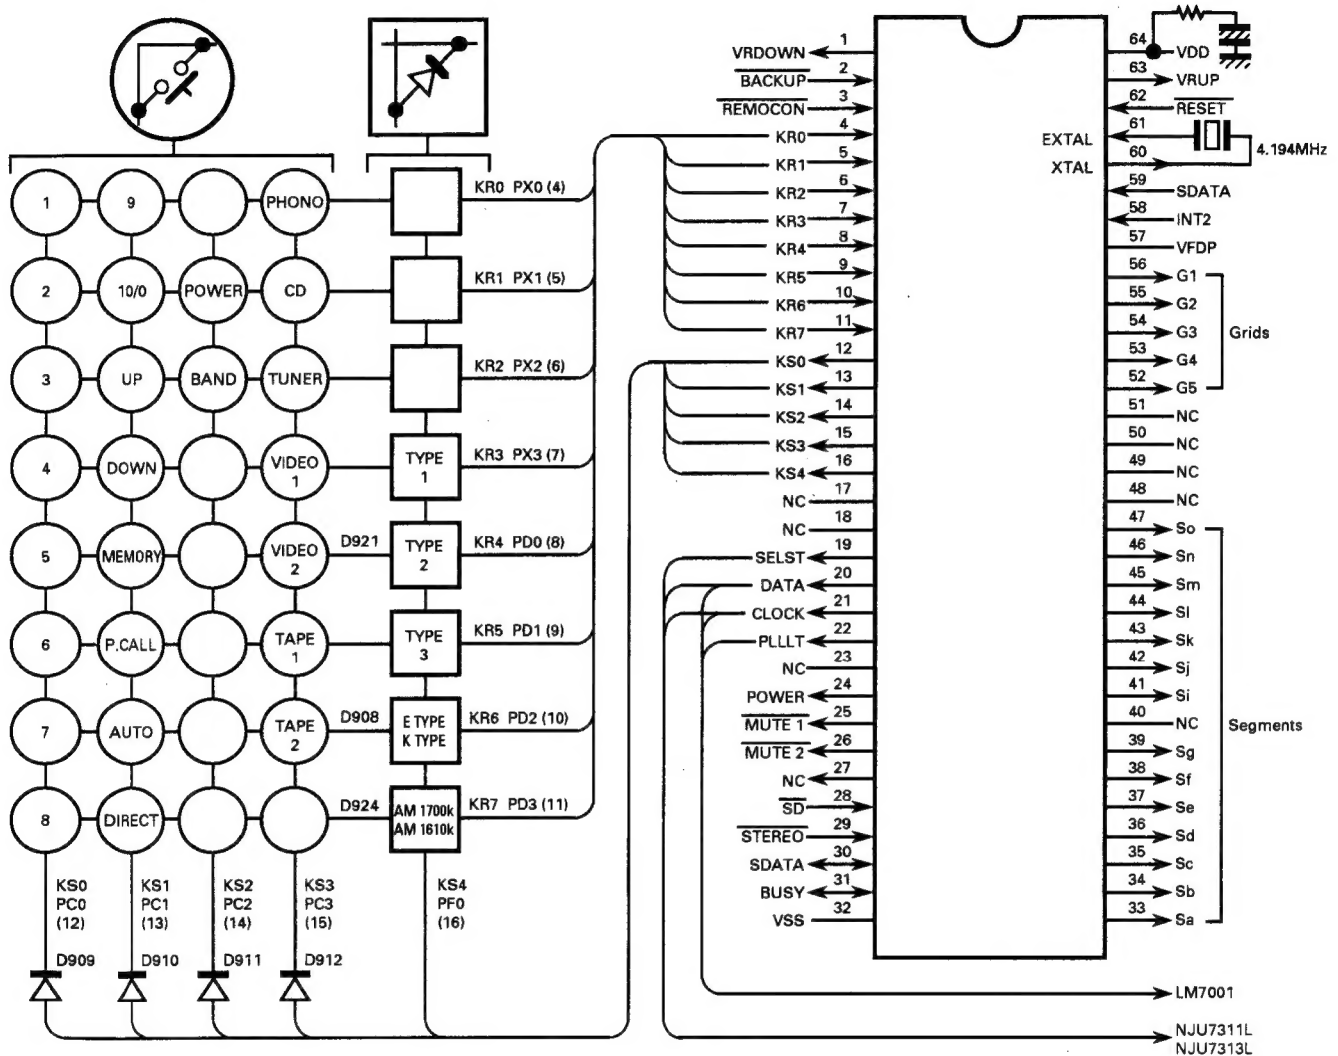 1 9 PHONO KR0 PX0 (4)
2 10/0 POWER CD KR1 PX1 (5)
3 UP BAND TUNER KR2 PX2 (6)
4 DOWN VIDEO 1 TYPE 1 KR3 PX3 (7)
5 MEMORY VIDEO 2 D921 TYPE 2 KR4 PD0 (8)
6 P.CALL TAPE 1 TYPE 3 KR5 PD1 (9)
7 AUTO TAPE 2 D908 E TYPE K TYPE KR6 PD2 (10)
8 DIRECT D924 AM 1700k AM 1610k KR7 PD3 (11)
KS0 KS1 KS2 KS3 KS4
PC0 PC1 PC2 PC3 PF0
(12) (13) (14) (15) (16)
D909 D910 D911 D912
VRDOWN 1
BACKUP 2
REMOCON 3
KR0 4
KR1 5
KR2 6
KR3 7
KR4 8
KR5 9
KR6 10
KR7 11
KS0 12
KS1 13
KS2 14
KS3 15
KS4 16
NC 17
NC 18
SELST 19
DATA 20
CLOCK 21
PLLLT 22
NC 23
POWER 24
MUTE 1 25
MUTE 2 26
NC 27
SD 28
STEREO 29
SDATA 30
BUSY 31
VSS 32
64 VDD
63 VRUP
62 RESET
EXTAL 61
4.194MHz
XTAL 60
59 SDATA
58 INT2
57 VFDP
56 G1
55 G2
54 G3
Grids
53 G4
52 G5
51 NC
50 NC
49 NC
48 NC
47 So
46 Sn
45 Sm
44 Sl
43 Sk
42 Sj
41 Si
40 NC
Segments
39 Sg
38 Sf
37 Se
36 Sd
35 Sc
34 Sb
33 Sa
LM7001
NJU7311L
NJU7313L